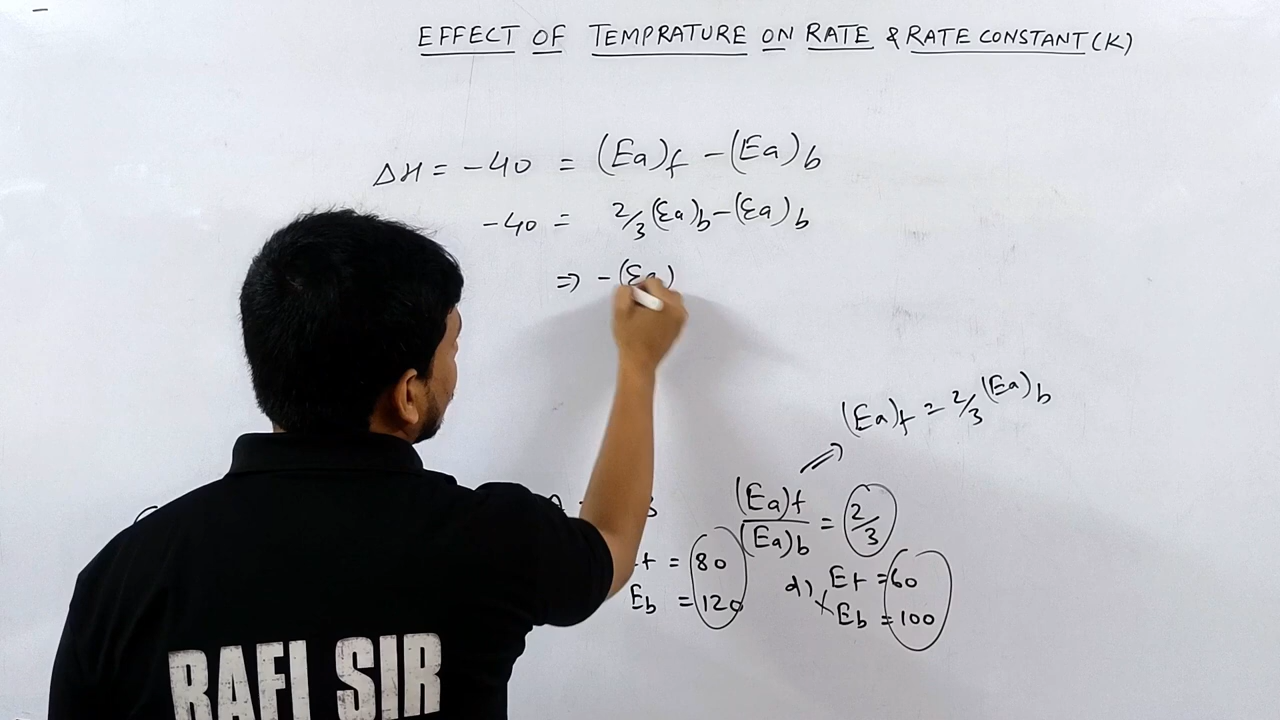 EFFECT OF TEMPRATURE ON RATE & RATE CONSTANT (K)
ΔH = -40 = (Ea)f - (Ea)b
-40 = 2/3 (Ea)b - (Ea)b
⇒ - (Ea)
(Ea)f = 2/3 (Ea)b
(Ea)f/(Ea)b = 2/3
f = 80
Eb = 120
d) Ef = 60
Eb = 100
RAFI SIR